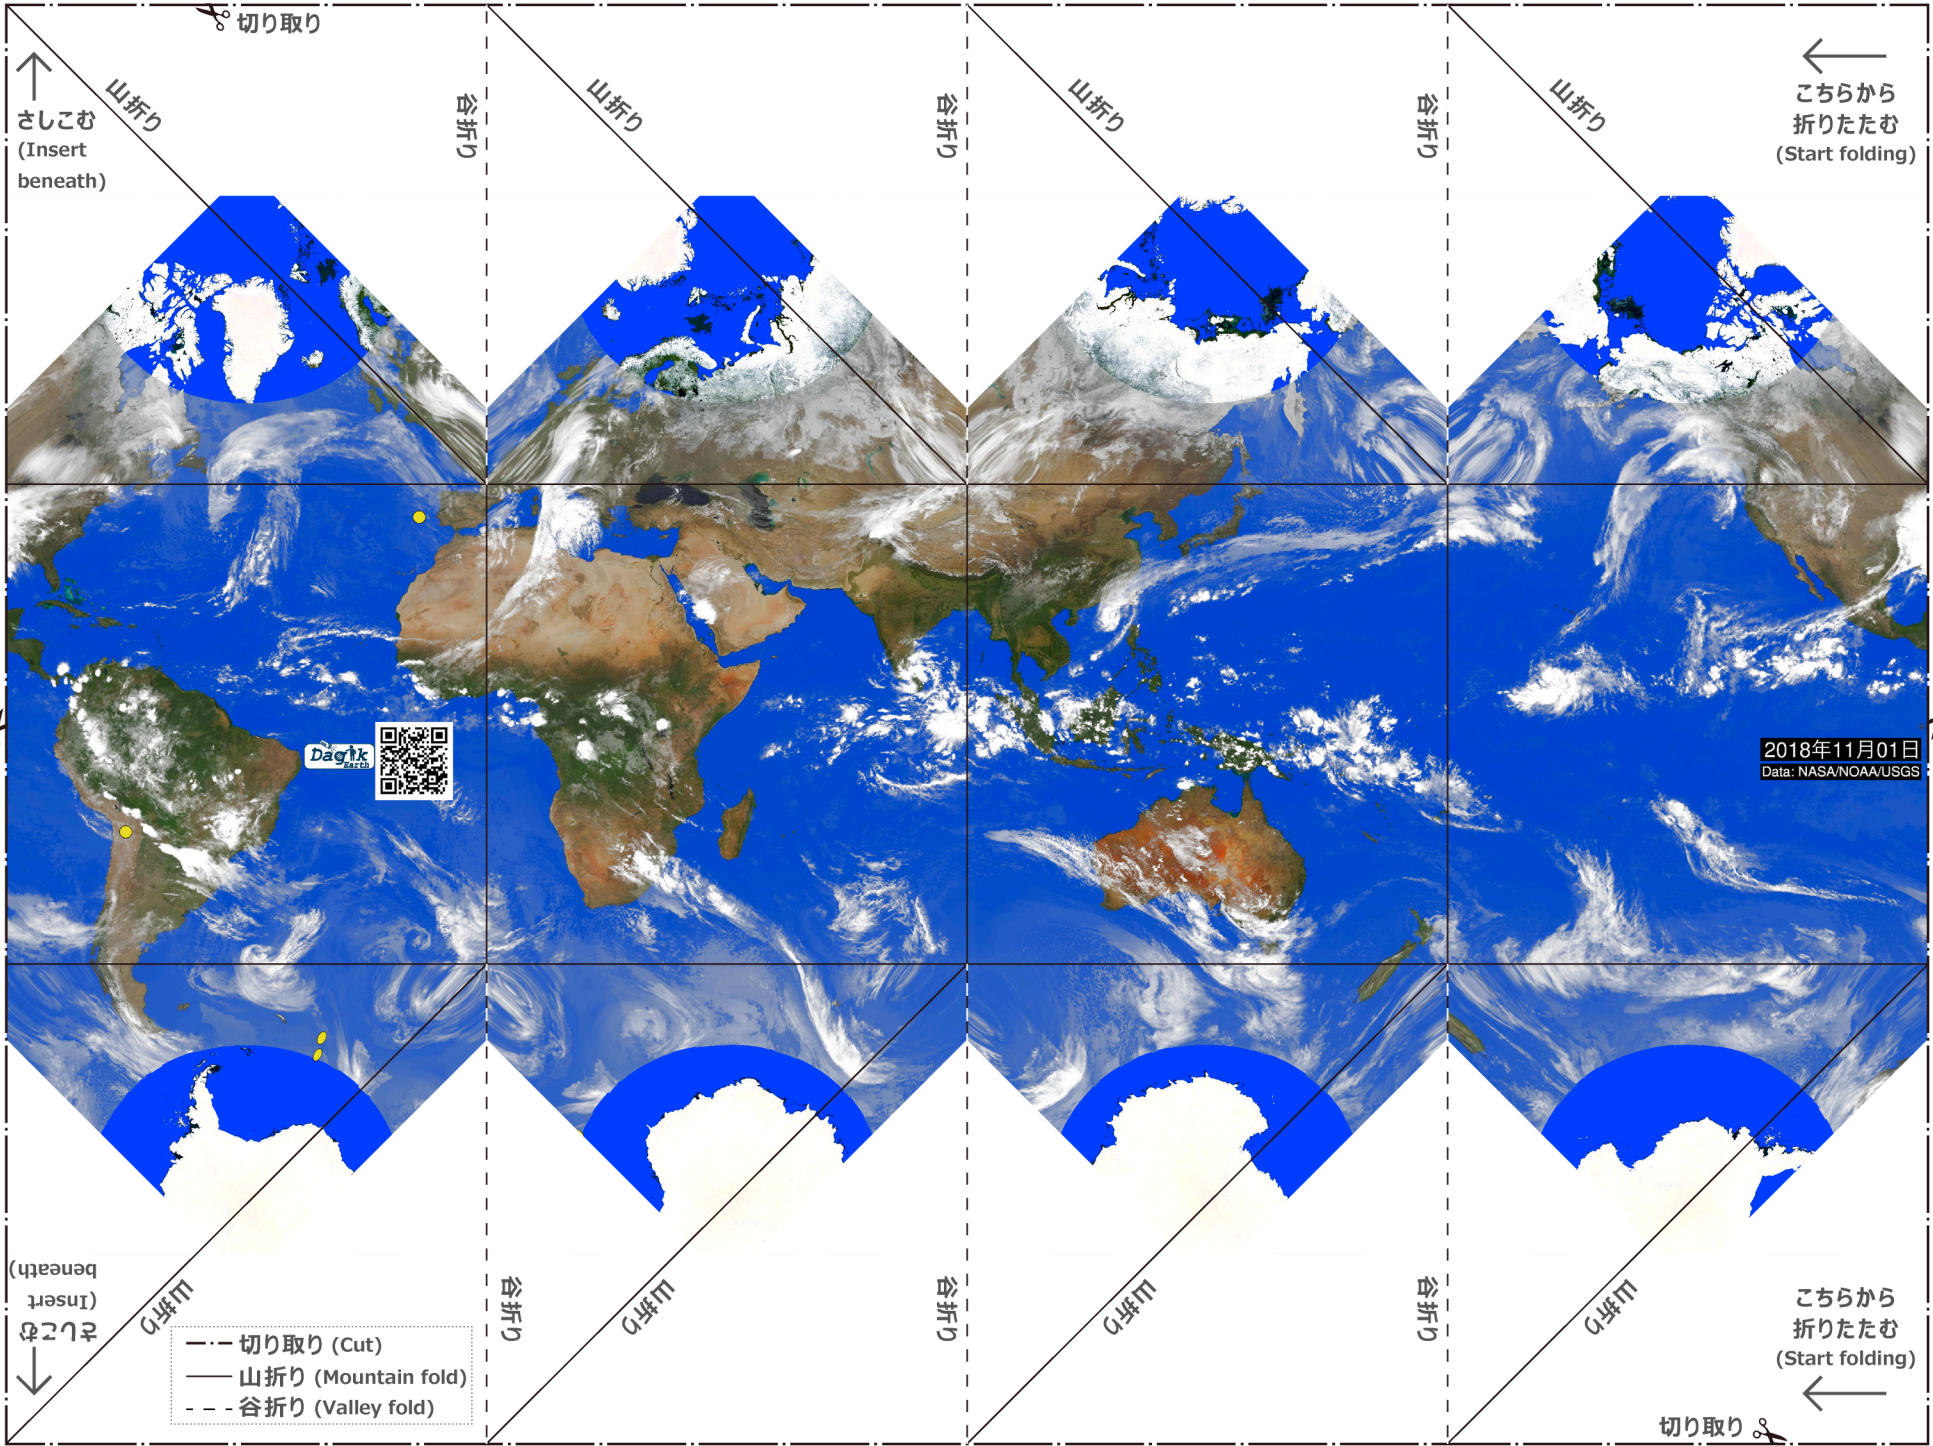 切り取り
山折り
谷折り
山折り
谷折り
山折り
谷折り
山折り
さしこむ
(Insert
beneath)
こちらから
折りたたむ
(Start folding)
Dagik
Earth
2018年11月01日
Data: NASA/NOAA/USGS
さしこむ
(Insert
beneath)
山折り
谷折り
山折り
谷折り
山折り
谷折り
山折り
こちらから
折りたたむ
(Start folding)
切り取り (Cut)
山折り (Mountain fold)
谷折り (Valley fold)
切り取り